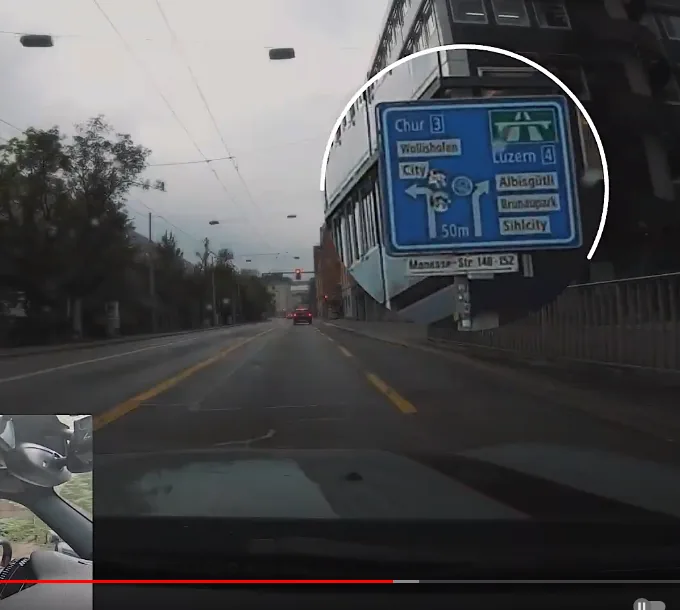 Chur 3
Wollishofen
City
Luzern 4
Albisgütli
Brunaupark
Sihlcity
50m
Manesse-Str. 148-152